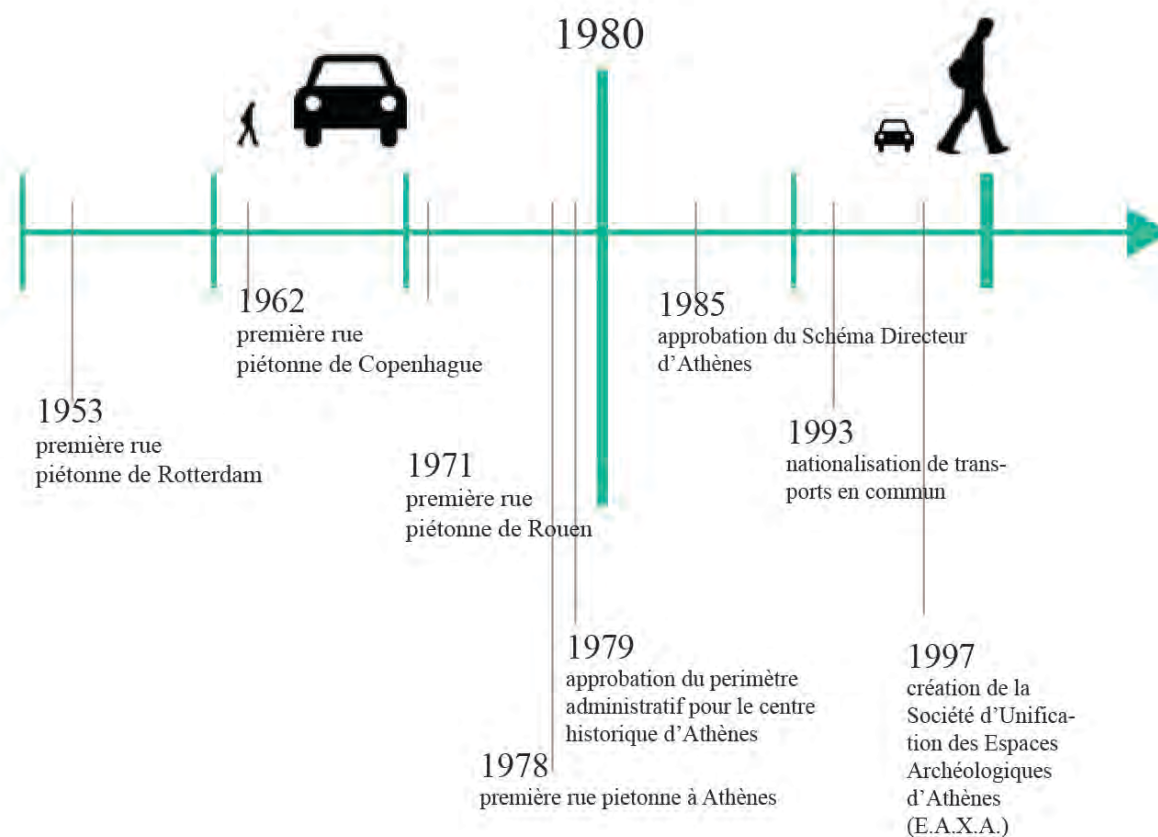 1980
1962
première rue
piétonne de Copenhague
1985
approbation du Schéma Directeur
d’Athènes
1953
première rue
piétonne de Rotterdam
1971
première rue
piétonne de Rouen
1993
nationalisation de trans-
ports en commun
1979
approbation du perimètre
administratif pour le centre
historique d’Athènes
1978
première rue pietonne à Athènes
1997
création de la
Société d’Unifica-
tion des Espaces
Archéologiques
d’Athènes
(E.A.X.A.)